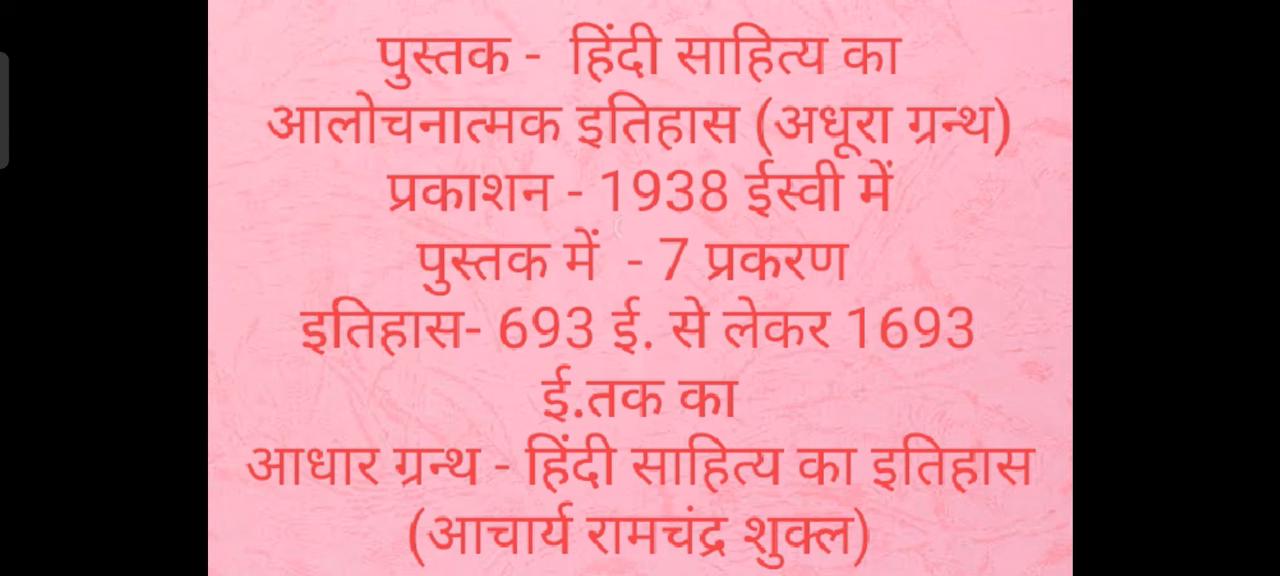 पुस्तक - हिंदी साहित्य का
आलोचनात्मक इतिहास (अधूरा ग्रन्थ)
प्रकाशन - 1938 ईस्वी में
पुस्तक में - 7 प्रकरण
इतिहास- 693 ई. से लेकर 1693
ई.तक का
आधार ग्रन्थ - हिंदी साहित्य का इतिहास
(आचार्य रामचंद्र शुक्ल)